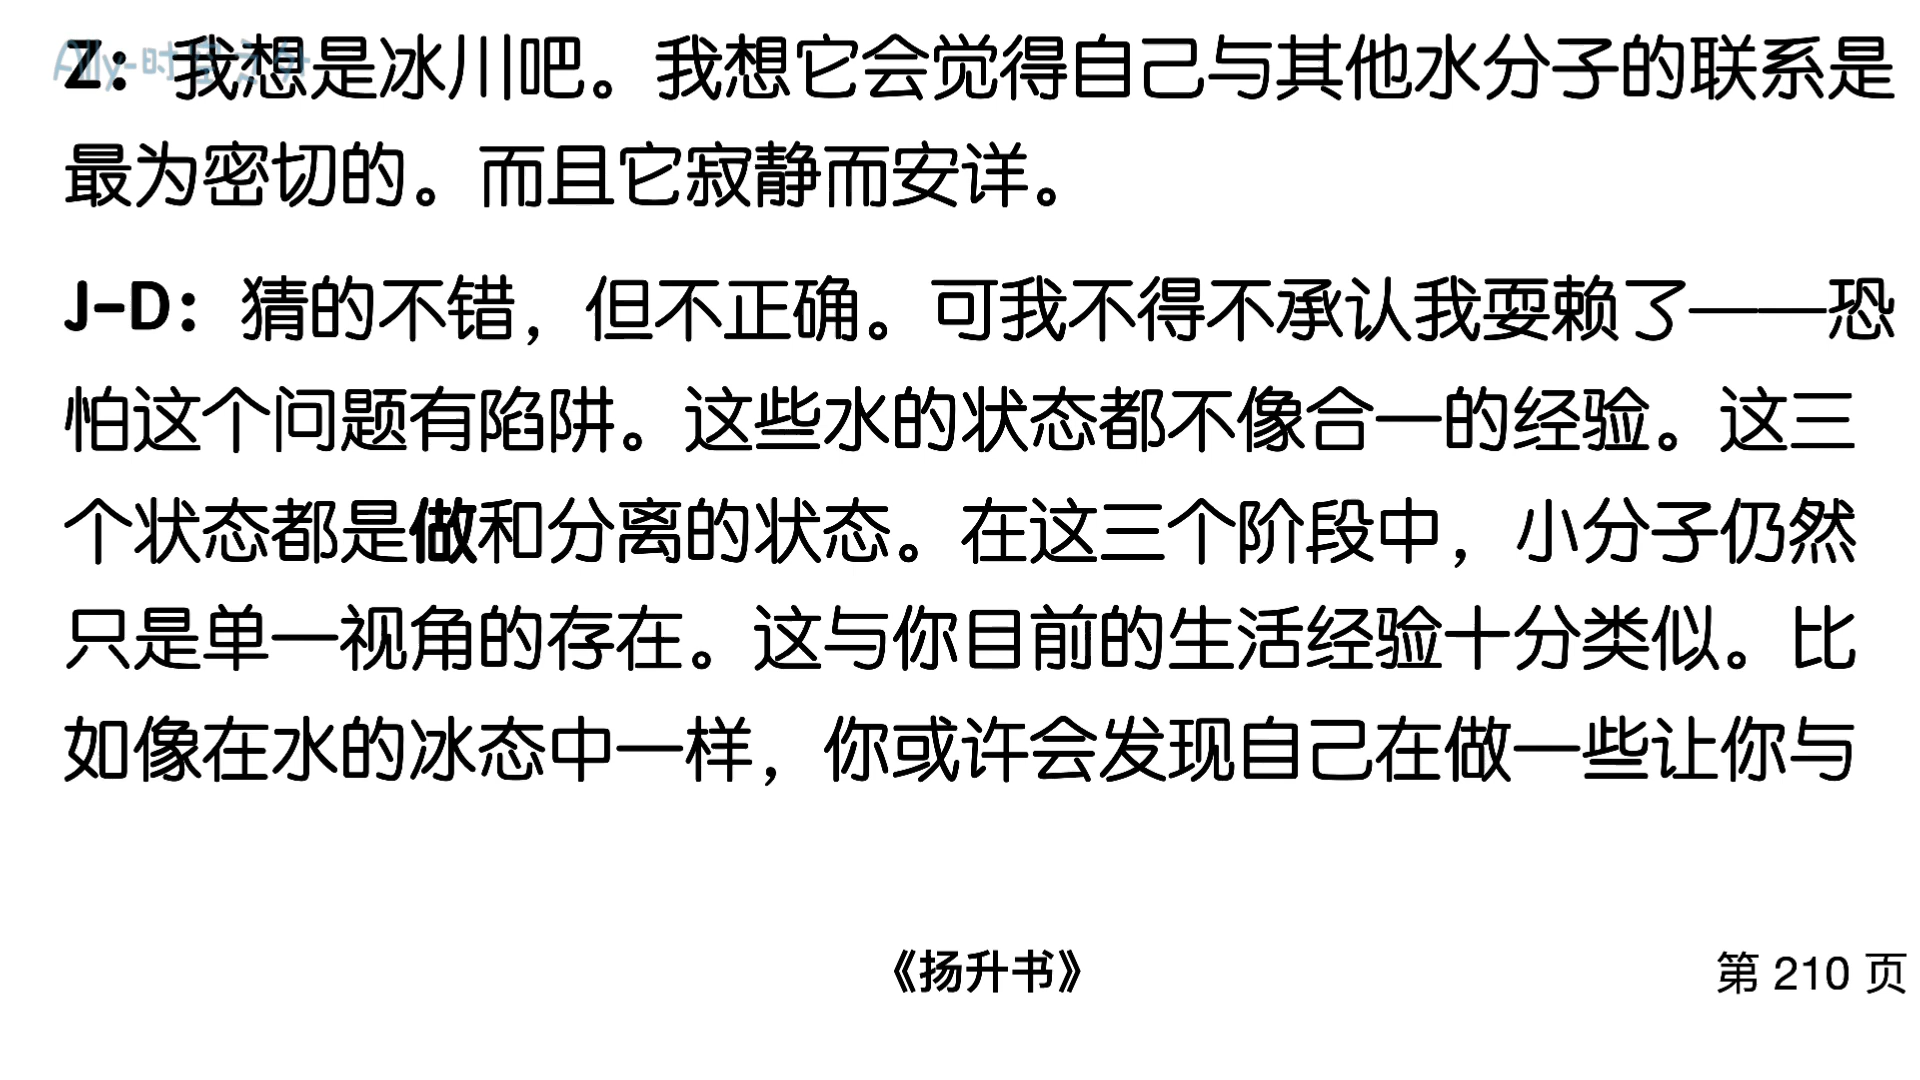 Ally-时空之外
Z：我想是冰川吧。我想它会觉得自己与其他水分子的联系是
最为密切的。而且它寂静而安详。
J-D：猜的不错，但不正确。可我不得不承认我耍赖了——恐
怕这个问题有陷阱。这些水的状态都不像合一的经验。这三
个状态都是做和分离的状态。在这三个阶段中，小分子仍然
只是单一视角的存在。这与你目前的生活经验十分类似。比
如像在水的冰态中一样，你或许会发现自己在做一些让你与
《扬升书》
第 210 页